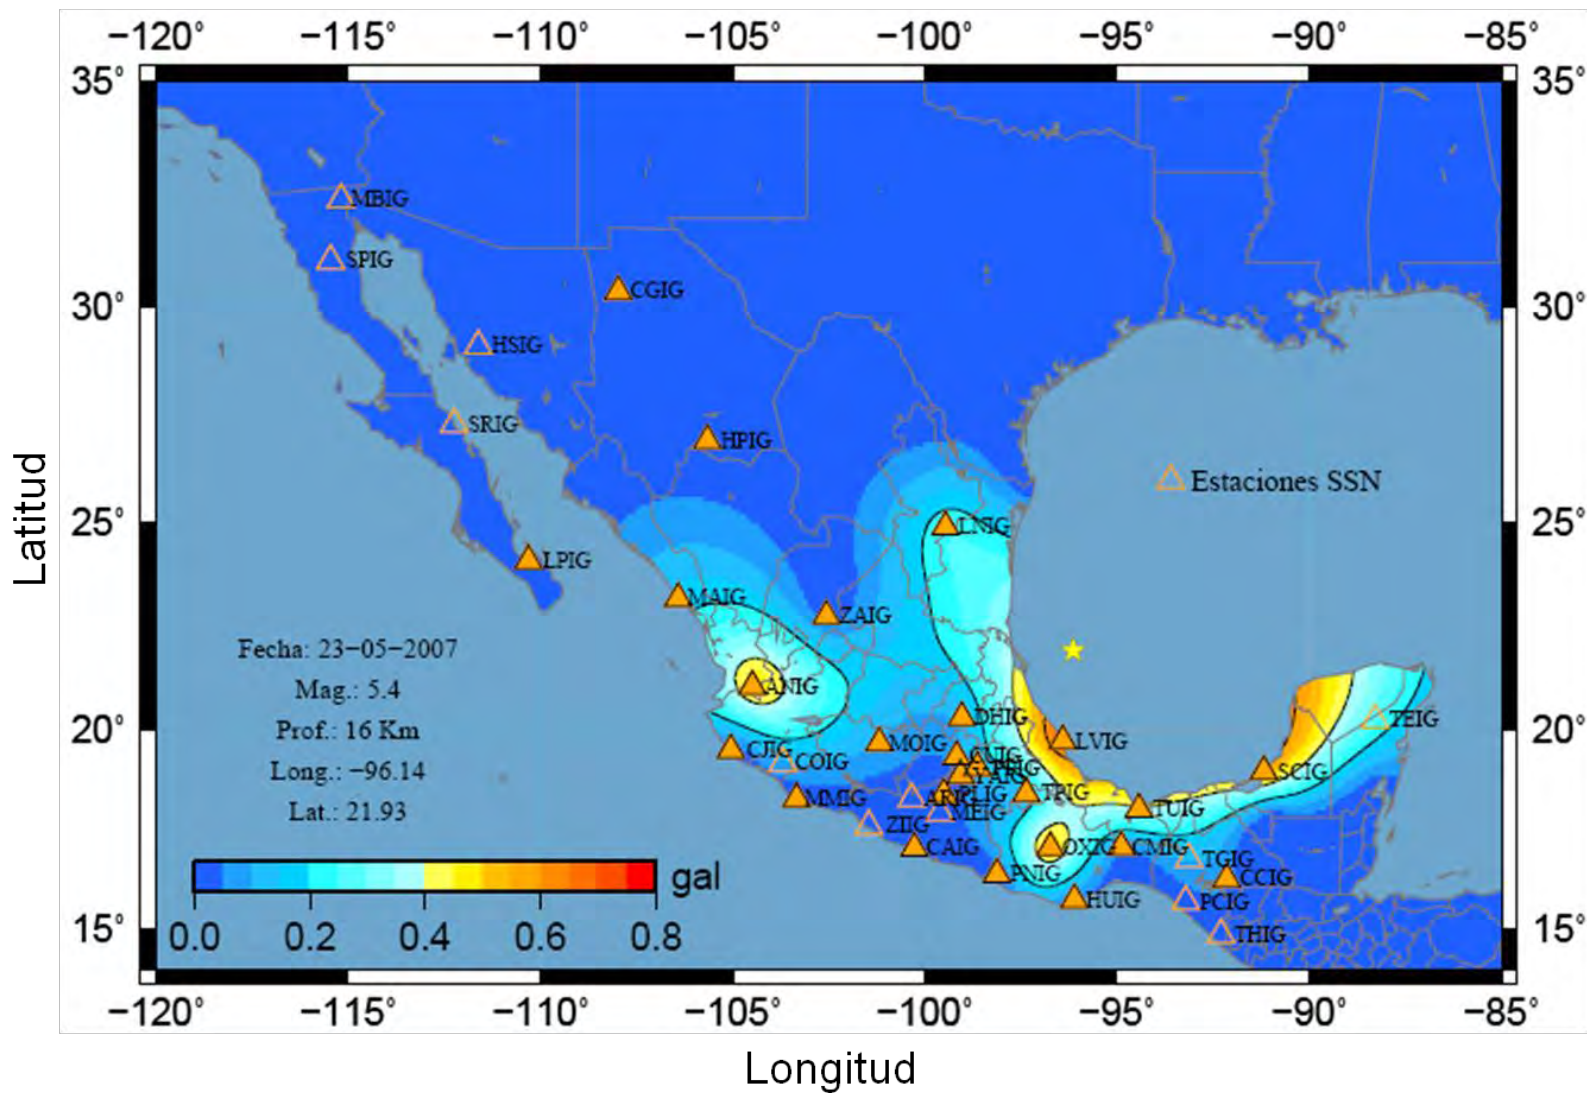 −120° −115° −110° −105° −100° −95° −90° −85°
35° 35°
MBIG
SPIG
30° CGIG 30°
HSIG
SRIG HPIG
Estaciones SSN
25° LNIG 25°
LPIG
MAIG ZAIG
Fecha: 23−05−2007
Mag.: 5.4 ANIG
Prof.: 16 Km
20° DHIG TEIG 20°
CJIG MOIG LVIG
COIG SCIG
Long.: −96.14
MMIG PLIG TPIG TUIG
Lat.: 21.93
ZIIG MEIG
CAIG OXIG CMIG TGIG
PNIG CCIG
gal HUIG PCIG
15° THIG 15°
0.0 0.2 0.4 0.6 0.8
−120° −115° −110° −105° −100° −95° −90° −85°
Latitud
Longitud